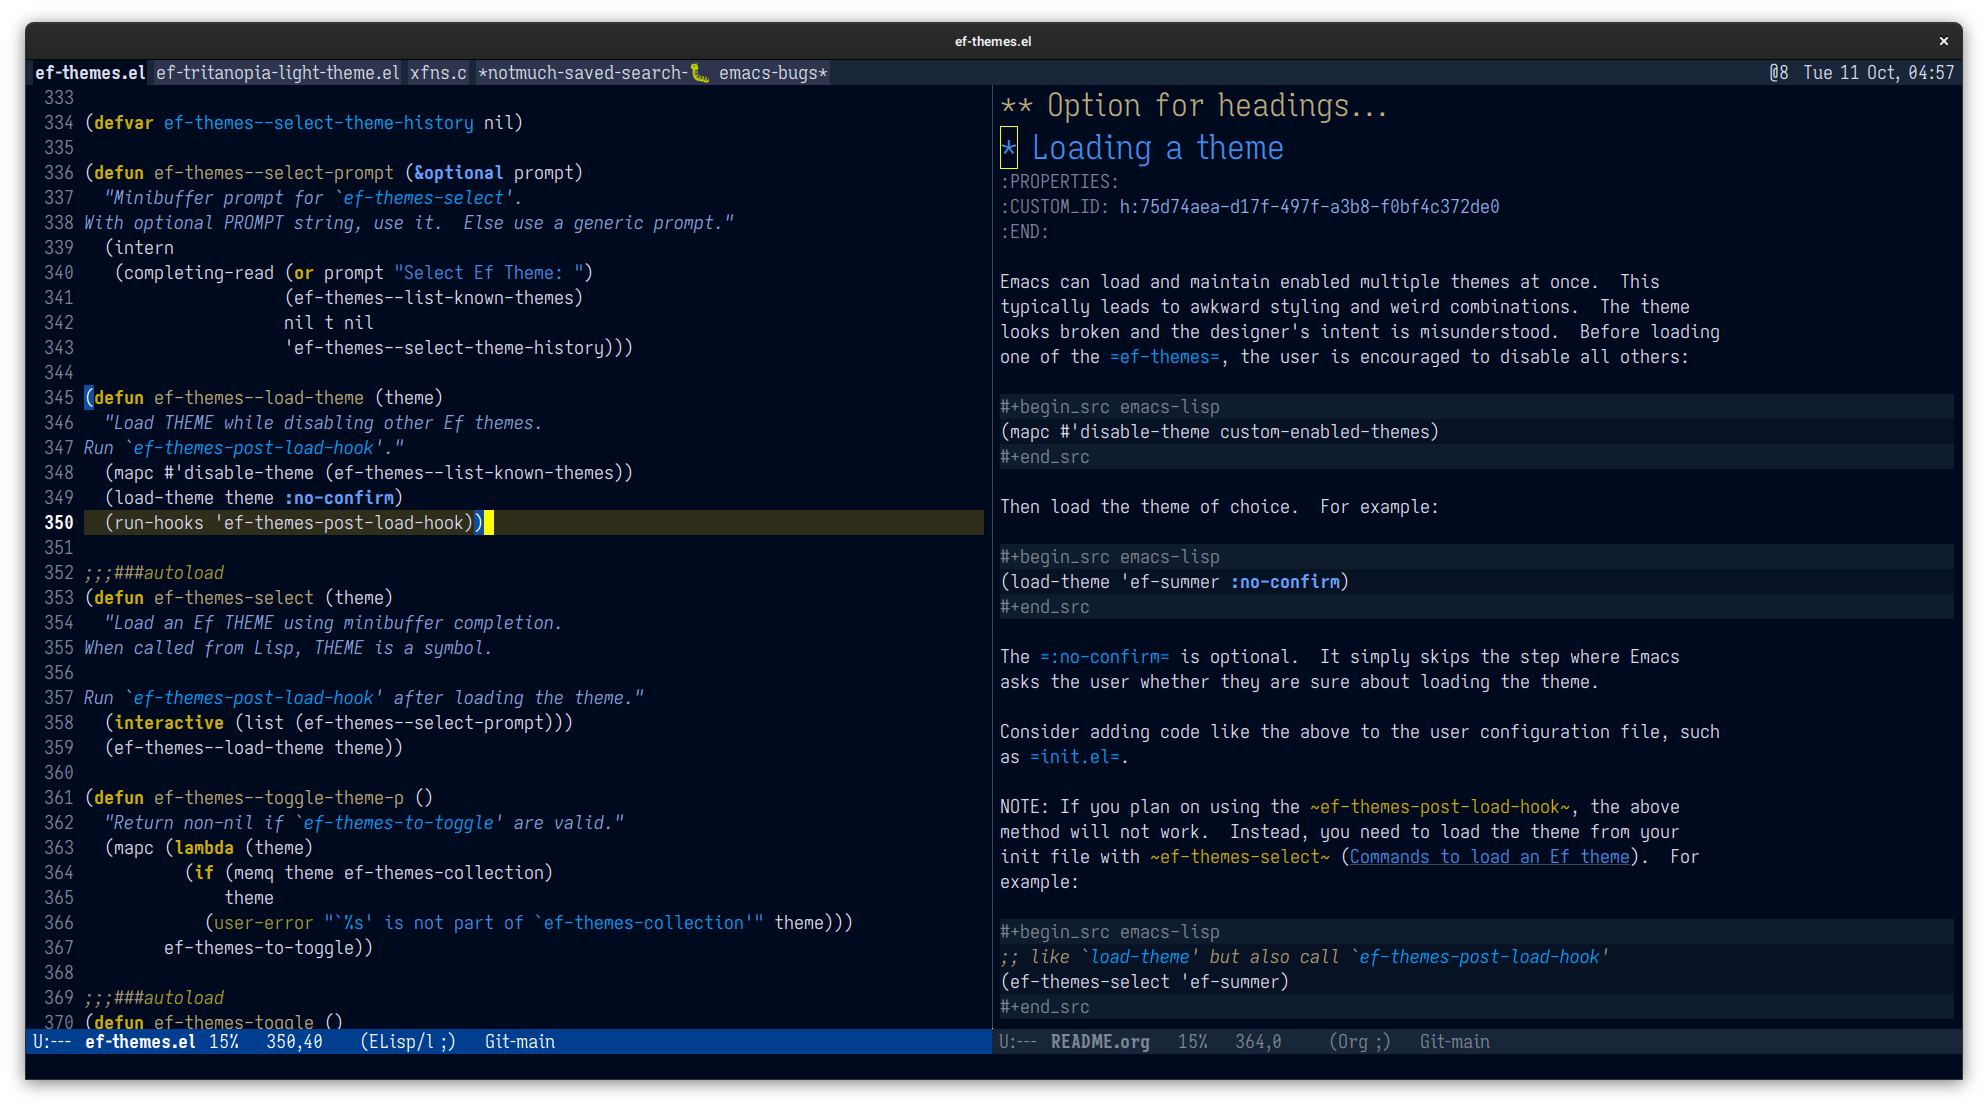 ef-themes.el
×
ef-themes.el ef-tritanopia-light-theme.el xfns.c *notmuch-saved-search-🐛 emacs-bugs* @8 Tue 11 Oct, 04:57
333
334 (defvar ef-themes--select-theme-history nil)
335
336 (defun ef-themes--select-prompt (&optional prompt)
337   "Minibuffer prompt for `ef-themes-select'.
338 With optional PROMPT string, use it.  Else use a generic prompt."
339   (intern
340    (completing-read (or prompt "Select Ef Theme: ")
341                     (ef-themes--list-known-themes)
342                     nil t nil
343                     'ef-themes--select-theme-history)))
344
345 (defun ef-themes--load-theme (theme)
346   "Load THEME while disabling other Ef themes.
347 Run `ef-themes-post-load-hook'."
348   (mapc #'disable-theme (ef-themes--list-known-themes))
349   (load-theme theme :no-confirm)
350   (run-hooks 'ef-themes-post-load-hook))
351
352 ;;;###autoload
353 (defun ef-themes-select (theme)
354   "Load an Ef THEME using minibuffer completion.
355 When called from Lisp, THEME is a symbol.
356
357 Run `ef-themes-post-load-hook' after loading the theme."
358   (interactive (list (ef-themes--select-prompt)))
359   (ef-themes--load-theme theme))
360
361 (defun ef-themes--toggle-theme-p ()
362   "Return non-nil if `ef-themes-to-toggle' are valid."
363   (mapc (lambda (theme)
364           (if (memq theme ef-themes-collection)
365               theme
366             (user-error "`%s' is not part of `ef-themes-collection'" theme)))
367         ef-themes-to-toggle))
368
369 ;;;###autoload
370 (defun ef-themes-toggle ()
U:--- ef-themes.el 15% 350,40 (ELisp/l ;) Git-main
** Option for headings...
* Loading a theme
:PROPERTIES:
:CUSTOM_ID: h:75d74aea-d17f-497f-a3b8-f0bf4c372de0
:END:
Emacs can load and maintain enabled multiple themes at once.  This
typically leads to awkward styling and weird combinations.  The theme
looks broken and the designer's intent is misunderstood.  Before loading
one of the =ef-themes=, the user is encouraged to disable all others:
#+begin_src emacs-lisp
(mapc #'disable-theme custom-enabled-themes)
#+end_src
Then load the theme of choice.  For example:
#+begin_src emacs-lisp
(load-theme 'ef-summer :no-confirm)
#+end_src
The =:no-confirm= is optional.  It simply skips the step where Emacs
asks the user whether they are sure about loading the theme.
Consider adding code like the above to the user configuration file, such
as =init.el=.
NOTE: If you plan on using the ~ef-themes-post-load-hook~, the above
method will not work.  Instead, you need to load the theme from your
init file with ~ef-themes-select~ (Commands to load an Ef theme).  For
example:
#+begin_src emacs-lisp
;; like `load-theme' but also call `ef-themes-post-load-hook'
(ef-themes-select 'ef-summer)
#+end_src
U:--- README.org 15% 364,0 (Org ;) Git-main